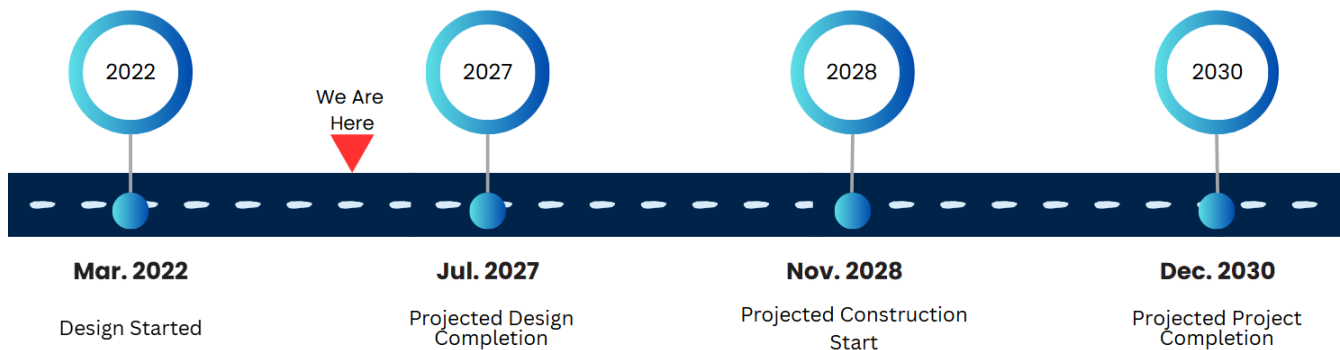 2022
2027
2028
2030
We Are
Here
Mar. 2022
Jul. 2027
Nov. 2028
Dec. 2030
Design Started
Projected Design
Completion
Projected Construction
Start
Projected Project
Completion